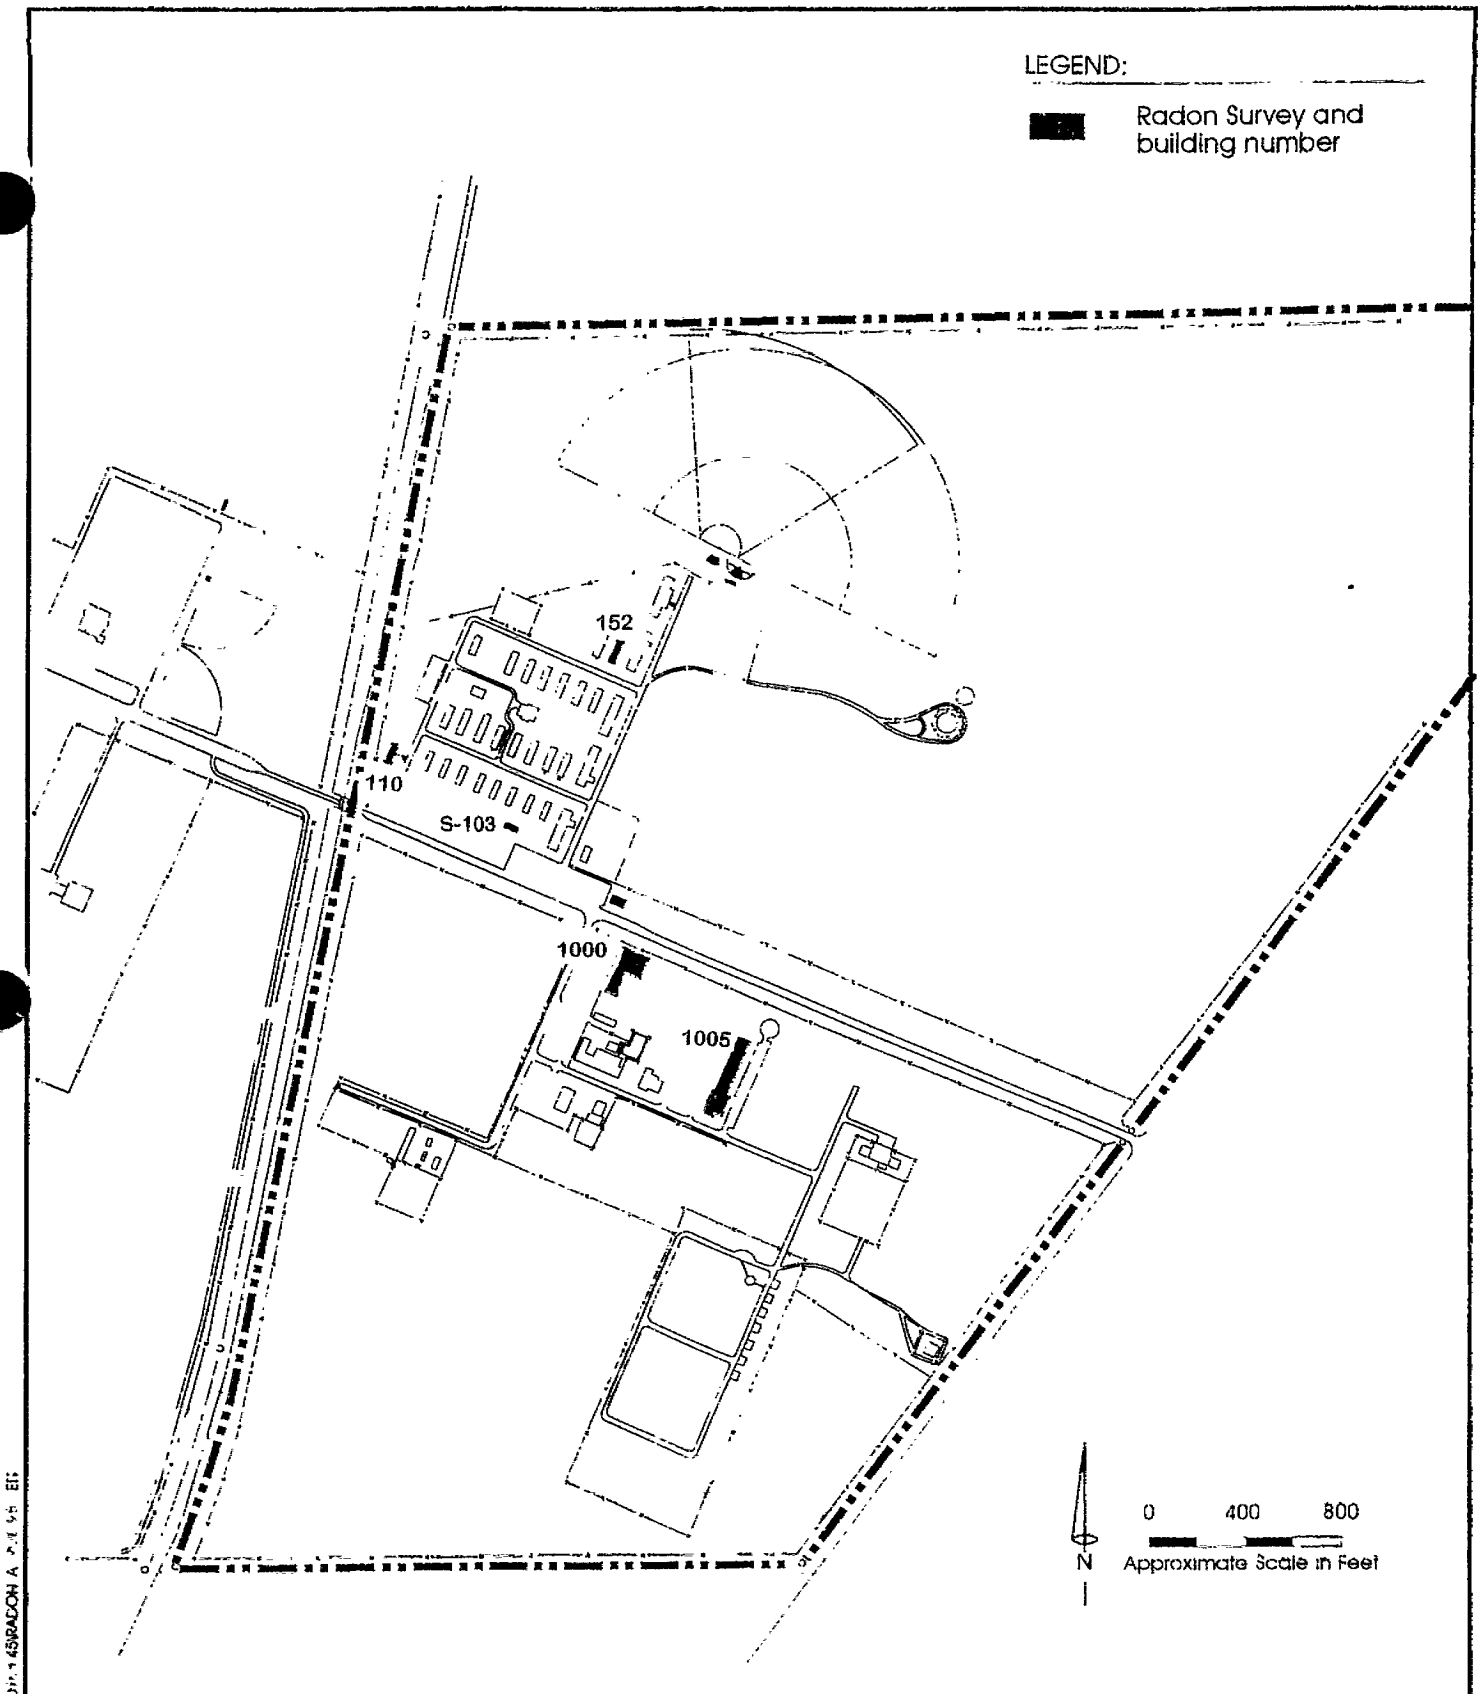 LEGEND:
Radon Survey and
building number
152
110
S-103
1000
1005
0 400 800
N
Approximate Scale in Feet